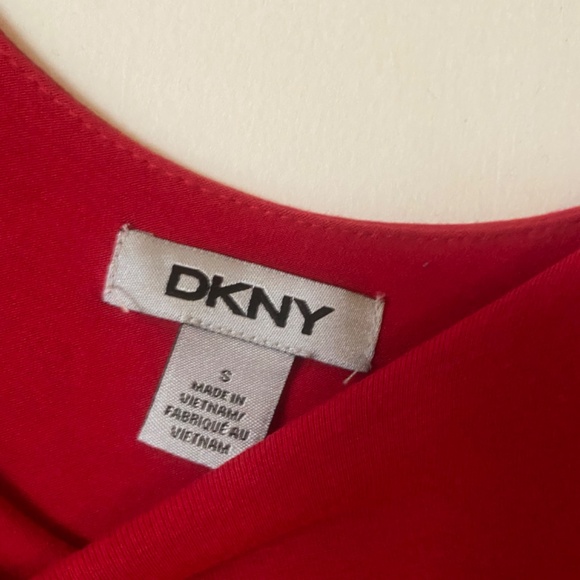 DKNY
S
MADE IN
VIETNAM/
FABRIQUÉ AU
VIETNAM